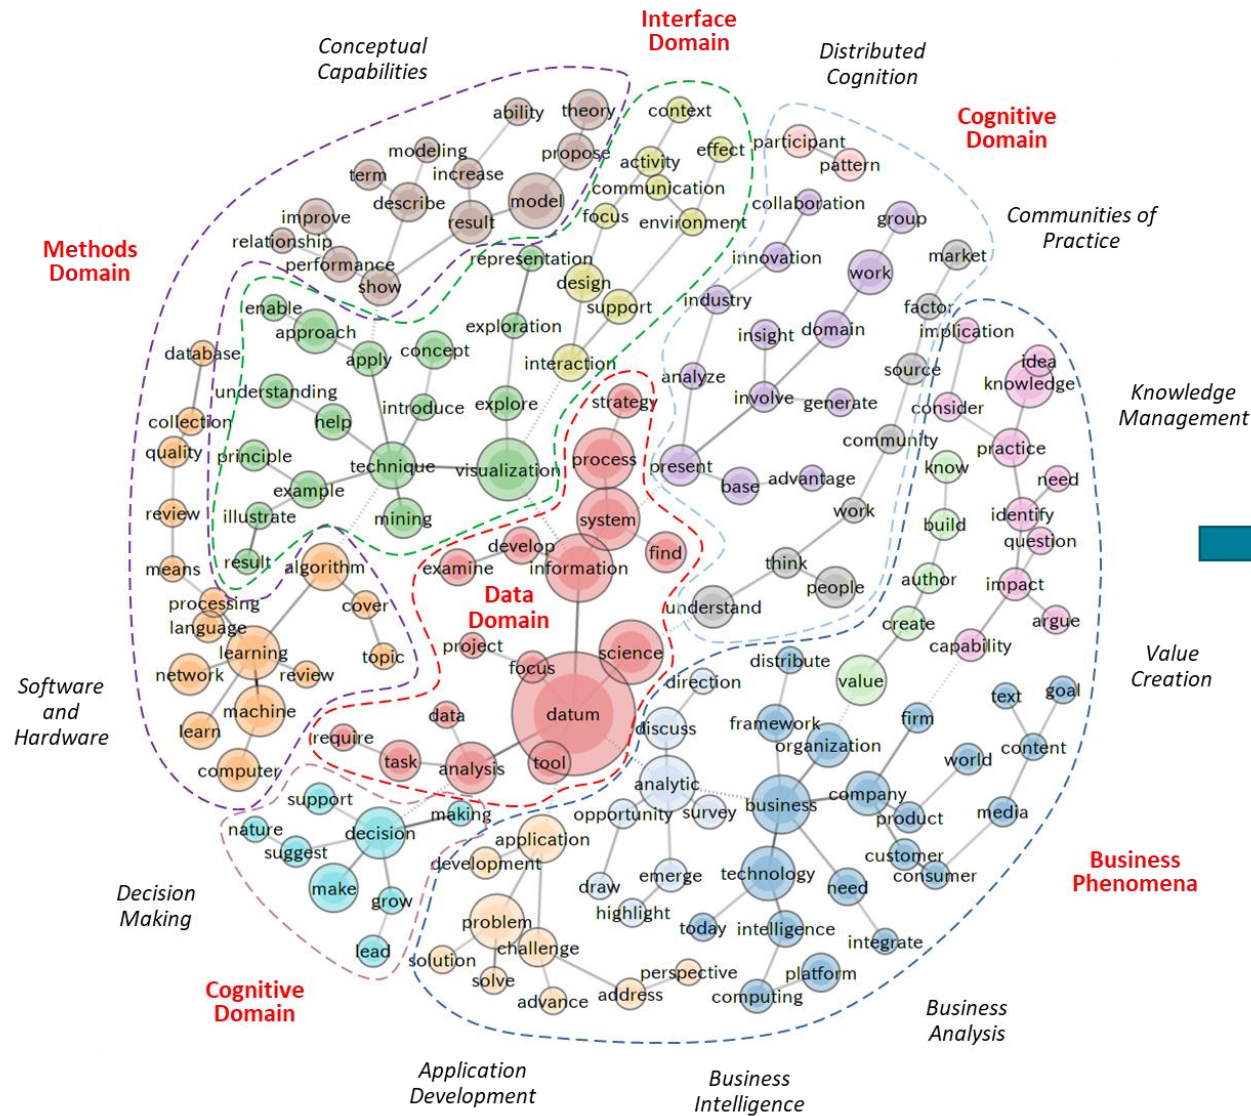 Conceptual
Capabilities
Interface
Domain
Distributed
Cognition
Cognitive
Domain
Communities of
Practice
Methods
Domain
Knowledge
Management
Value
Creation
Software
and
Hardware
Data
Domain
Business
Phenomena
Decision
Making
Cognitive
Domain
Business
Analysis
Application
Development
Business
Intelligence
ability
theory
modeling
propose
term
increase
describe
model
improve
result
relationship
performance
show
context
effect
activity
communication
focus
environment
design
support
interaction
representation
exploration
explore
visualization
enable
approach
apply
concept
understanding
introduce
help
principle
technique
example
illustrate
mining
result
database
collection
quality
review
means
processing
language
algorithm
cover
topic
learning
network
review
machine
learn
computer
strategy
process
system
find
develop
information
examine
project
focus
science
datum
data
require
task
analysis
tool
participant
pattern
collaboration
group
innovation
work
industry
insight
domain
analyze
involve
generate
present
base
advantage
market
factor
source
community
work
think
people
understand
implication
idea
knowledge
consider
practice
need
identify
question
impact
argue
capability
know
build
author
create
value
distribute
framework
organization
firm
text
goal
content
world
business
company
product
media
customer
consumer
technology
need
today
intelligence
integrate
platform
computing
direction
discuss
analytic
opportunity
survey
draw
emerge
highlight
application
development
problem
challenge
solution
solve
advance
address
perspective
support
making
nature
decision
suggest
make
grow
lead